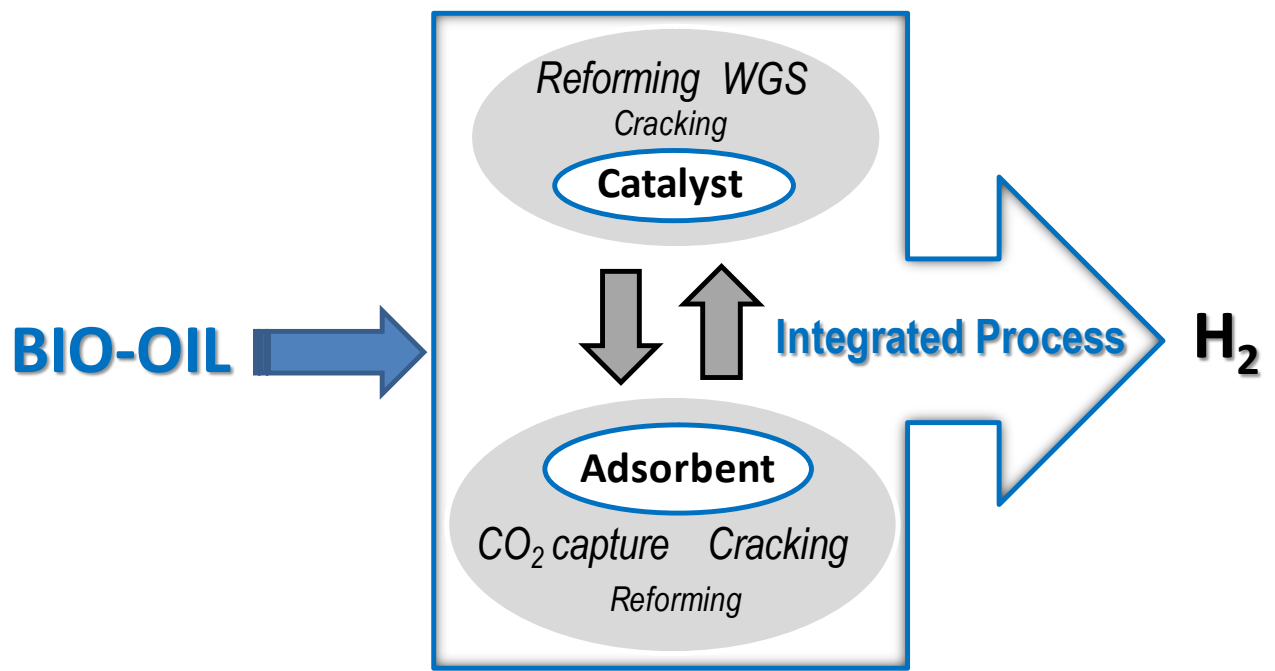 Reforming WGS
Cracking
Catalyst
BIO-OIL
Integrated Process
H₂
Adsorbent
CO₂ capture Cracking
Reforming